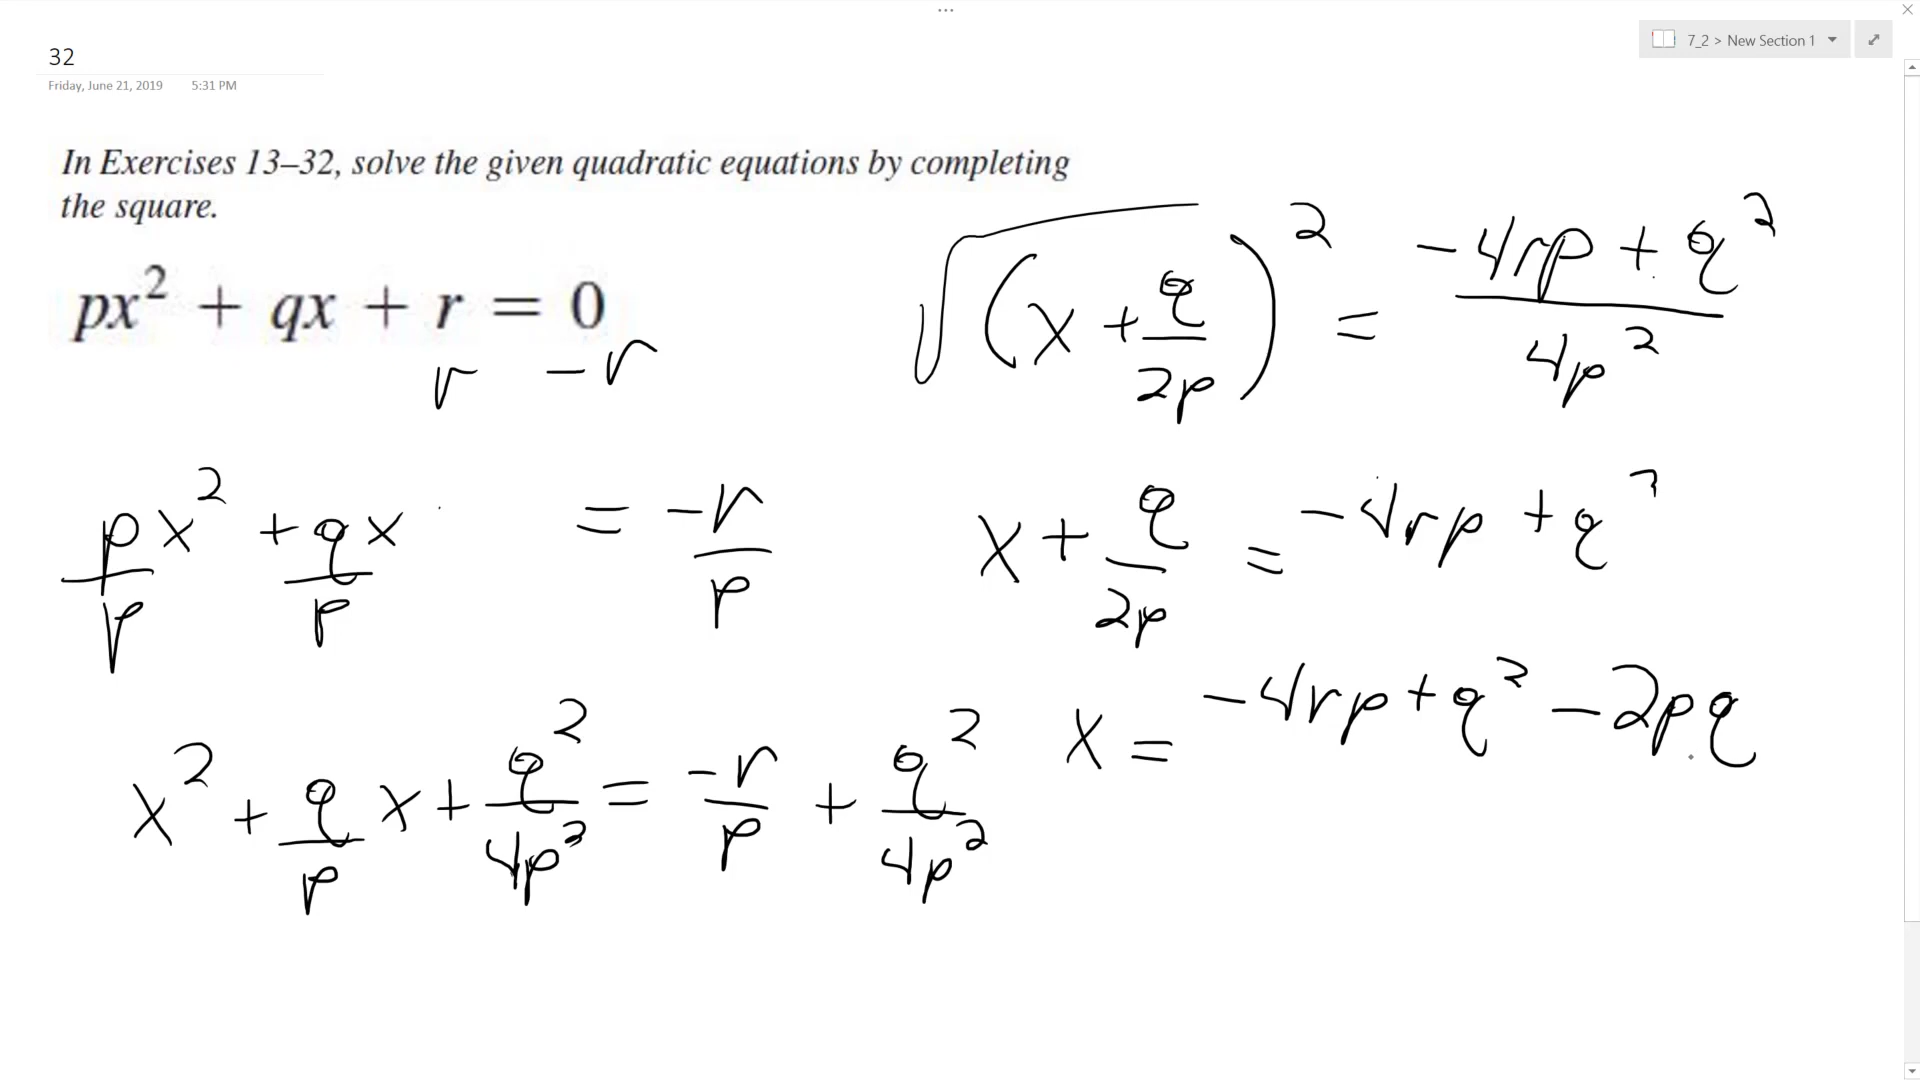 32
Friday, June 21, 2019 5:31 PM
7_2 > New Section 1
In Exercises 13–32, solve the given quadratic equations by completing
the square.
px² + qx + r = 0
r -r
px²/p + qx/p = -r/p
x² + q/p x + q²/4p² = -r/p + q²/4p²
√(x + q/2p)² = -4rp + q²/4p²
x + q/2p = -4rp + q²
x = -4rp + q² - 2pq